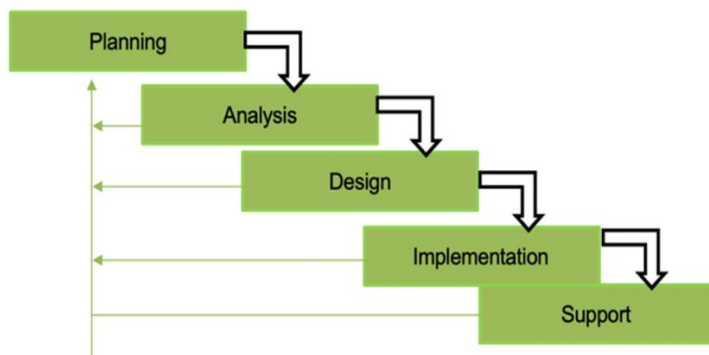 Planning
Analysis
Design
Implementation
Support